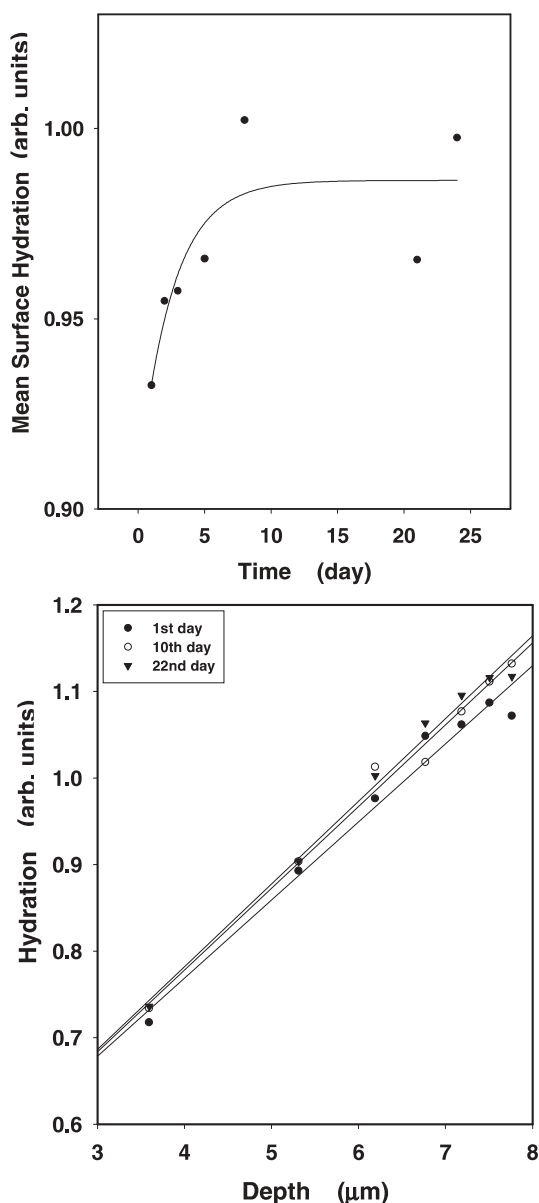 Mean Surface Hydration (arb. units)
1.00
0.95
0.90
0 5 10 15 20 25
Time (day)
Hydration (arb. units)
1.2
1st day
10th day
22nd day
1.1
1.0
0.9
0.8
0.7
0.6
3 4 5 6 7 8
Depth (μm)